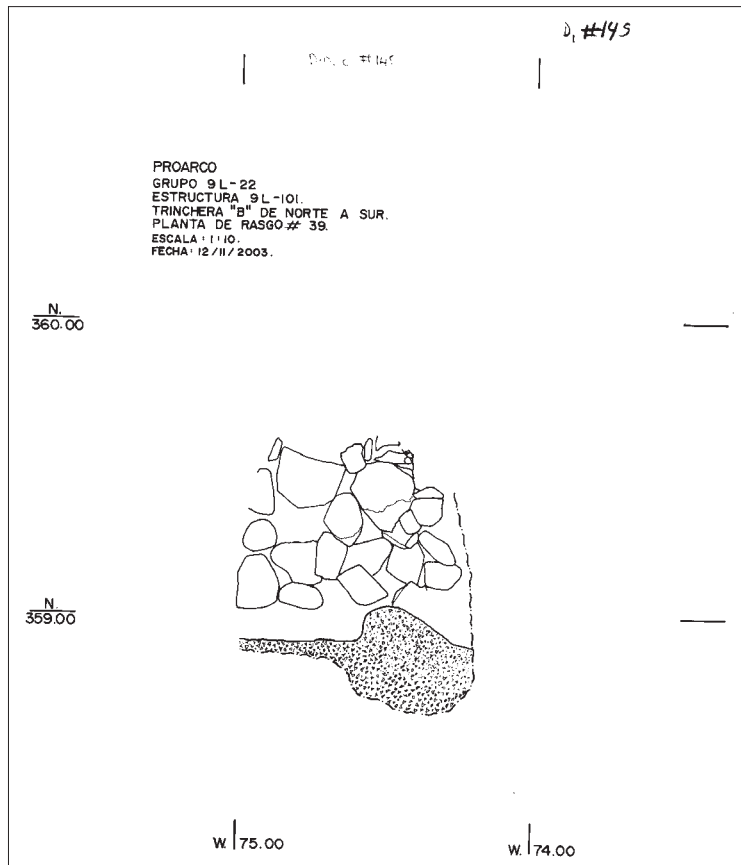 D, #145
#145
PROARCO
GRUPO 9L-22
ESTRUCTURA 9L-101.
TRINCHERA "B" DE NORTE A SUR.
PLANTA DE RASGO # 39.
ESCALA: 1:10.
FECHA: 12/11/2003.
N.
360.00
N.
359.00
W. 75.00
W. 74.00